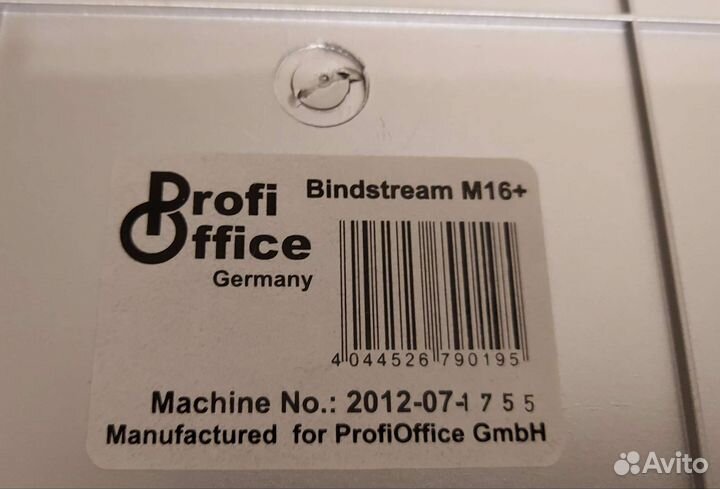 Profi
Office
Germany
Bindstream M16+
4 044526 790195
Machine No.: 2012-07-1755
Manufactured for ProfiOffice GmbH
Avito